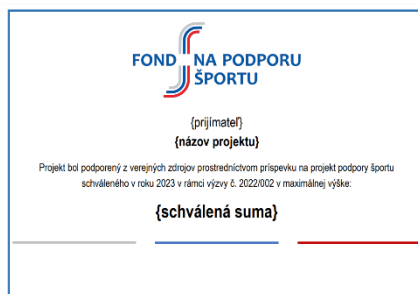 FOND NA PODPORU
ŠPORTU
{prijímateľ}
{názov projektu}
Projekt bol podporený z verejných zdrojov prostredníctvom príspevku na projekt podpory športu
schváleného v roku 2023 v rámci výzvy č. 2022/002 v maximálnej výške:
{schválená suma}